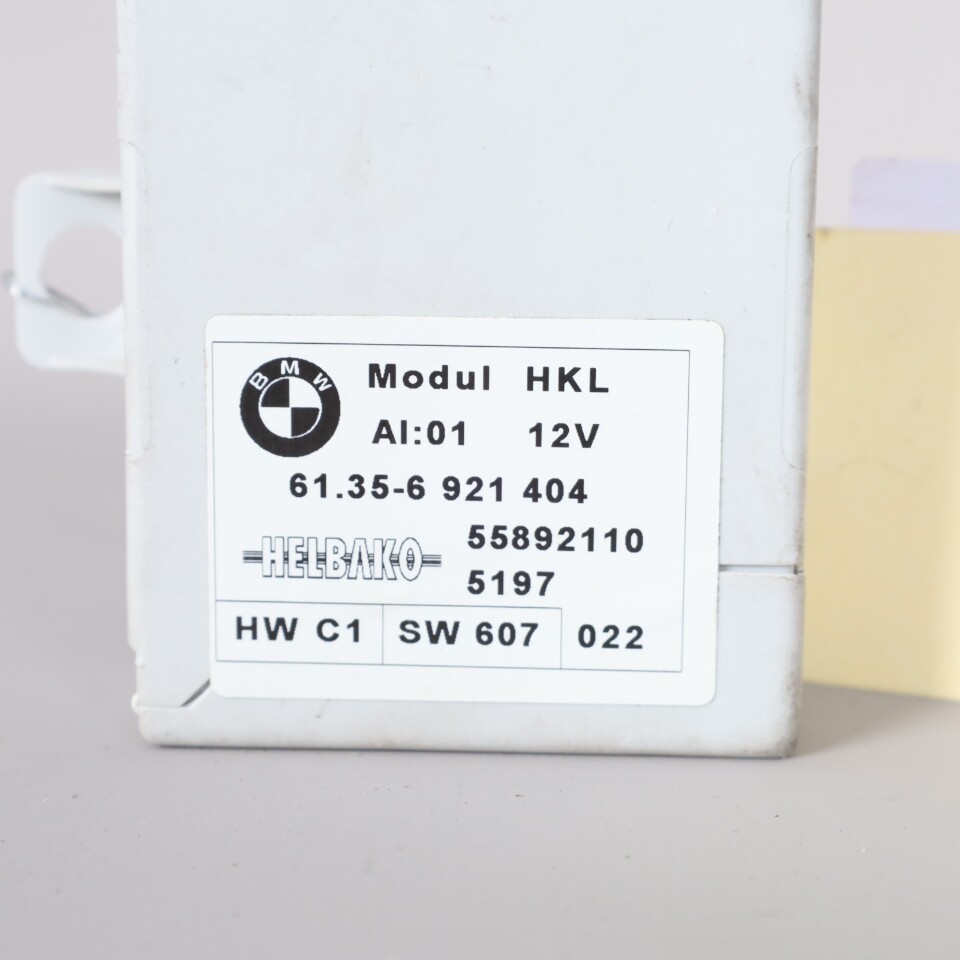 BMW
Modul HKL
AI:01 12V
61.35-6 921 404
HELBAKO
55892110
5197
HW C1 SW 607 022